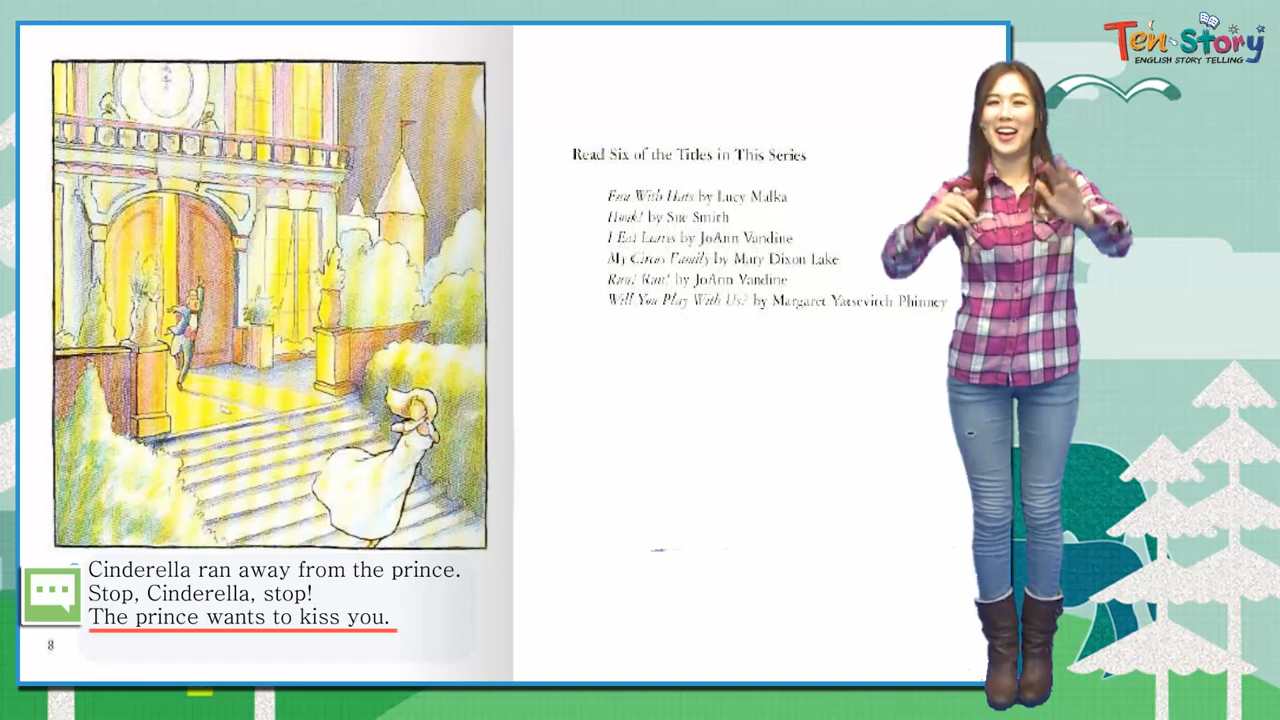 Ten Story
ENGLISH STORY TELLING
Read Six of the Titles in This Series
Fun With Hats by Lucy Malka
Honk! by Sue Smith
I Eat Leaves by JoAnn Vandine
My Circus Family by Mary Dixon Lake
Run! Run! by JoAnn Vandine
Will You Play With Us? by Margaret Yatsevitch Phinney
Cinderella ran away from the prince.
Stop, Cinderella, stop!
The prince wants to kiss you.
8